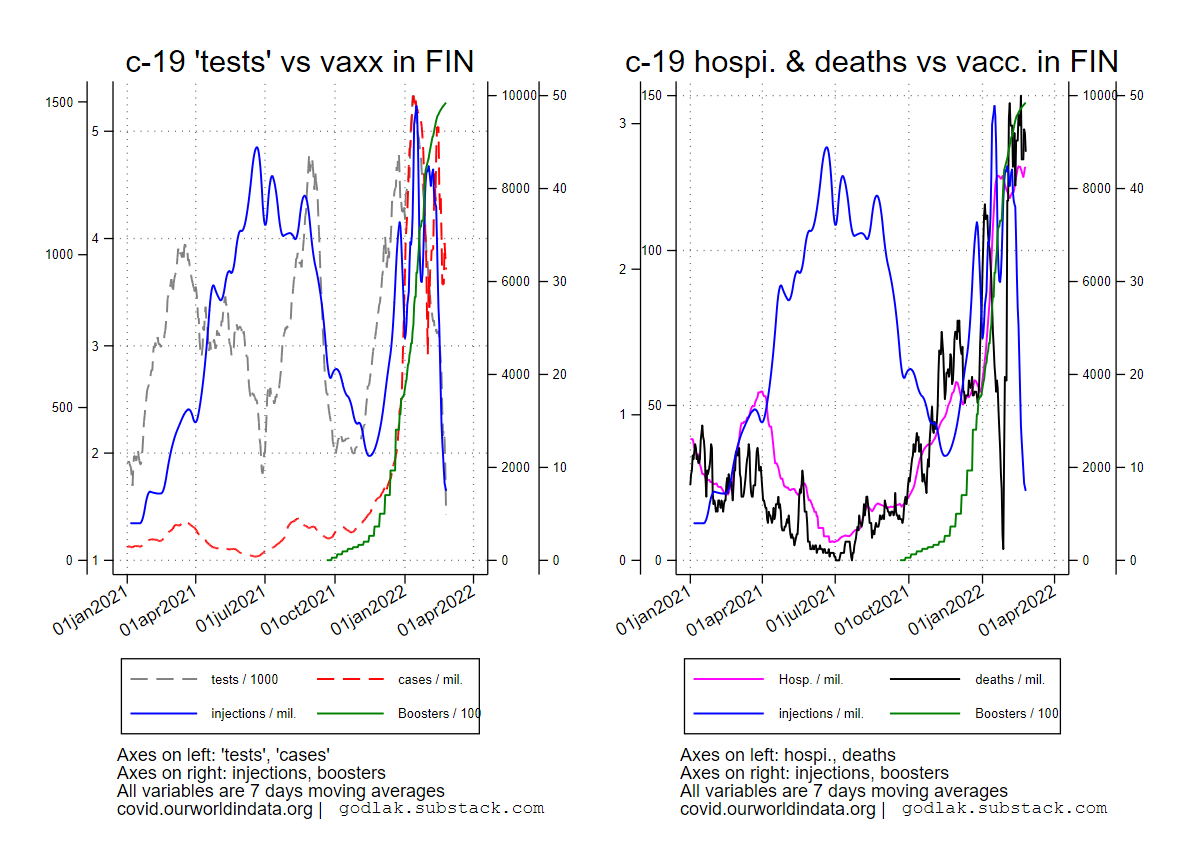 c-19 'tests' vs vaxx in FIN
1500
1000
500
0
5
4
3
2
1
10000
8000
6000
4000
2000
0
50
40
30
20
10
0
01jan2021
01apr2021
01jul2021
01oct2021
01jan2022
01apr2022
tests / 1000
cases / mil.
injections / mil.
Boosters / 100
Axes on left: 'tests', 'cases'
Axes on right: injections, boosters
All variables are 7 days moving averages
covid.ourworldindata.org | godlak.substack.com
c-19 hospi. & deaths vs vacc. in FIN
3
2
1
0
150
100
50
0
10000
8000
6000
4000
2000
0
50
40
30
20
10
0
01jan2021
01apr2021
01jul2021
01oct2021
01jan2022
01apr2022
Hosp. / mil.
deaths / mil.
injections / mil.
Boosters / 100
Axes on left: hospi., deaths
Axes on right: injections, boosters
All variables are 7 days moving averages
covid.ourworldindata.org | godlak.substack.com